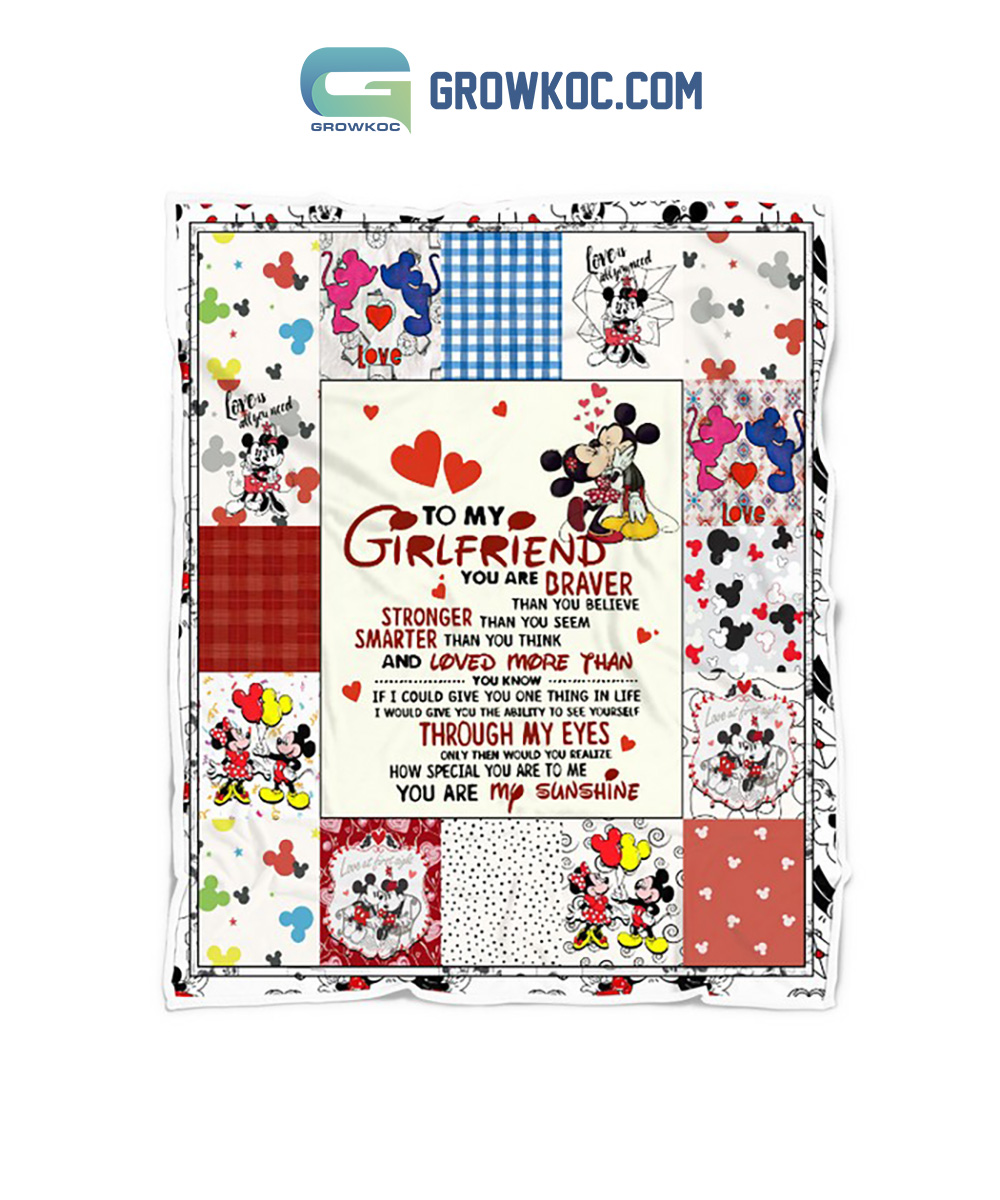 GROWKOC
GROWKOC.COM
Love is
all you need
Love
Love is
all you need
Love
TO MY
GIRLFRIEND
YOU ARE BRAVER
THAN YOU BELIEVE
STRONGER THAN YOU SEEM
SMARTER THAN YOU THINK
AND LOVED MORE THAN
YOU KNOW
IF I COULD GIVE YOU ONE THING IN LIFE
I WOULD GIVE YOU THE ABILITY TO SEE YOURSELF
THROUGH MY EYES
ONLY THEN WOULD YOU REALIZE
HOW SPECIAL YOU ARE TO ME
YOU ARE MY SUNSHINE
Love at first sight
Love at first sight